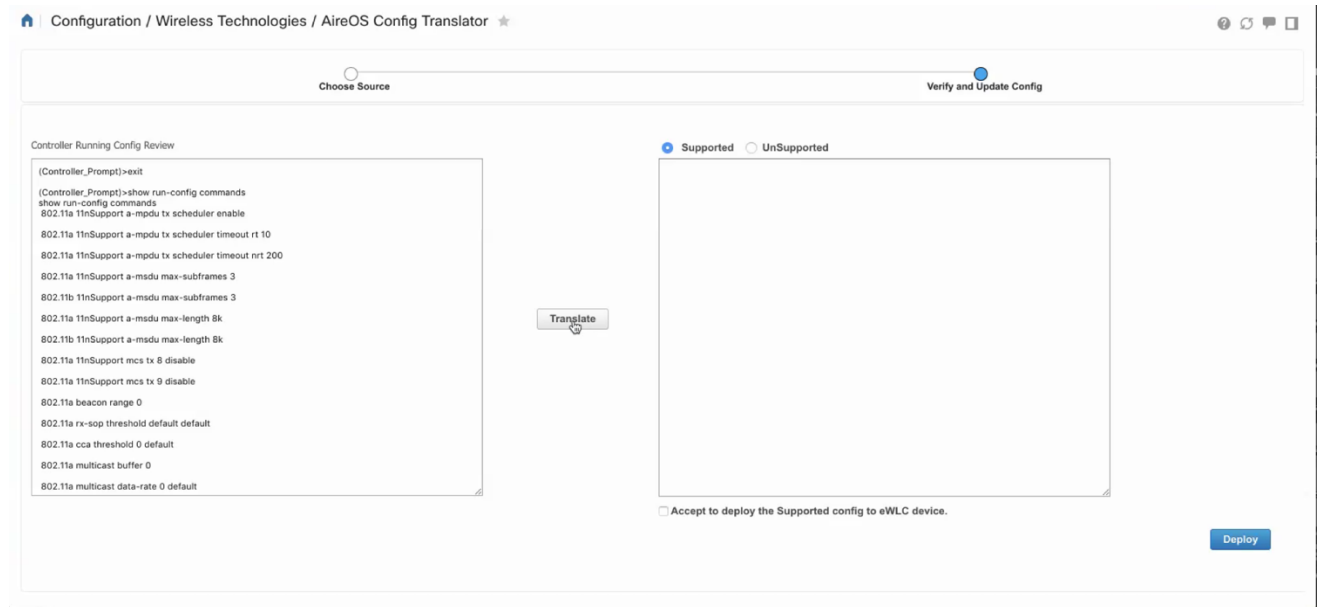 Configuration / Wireless Technologies / AireOS Config Translator
Choose Source
Verify and Update Config
Controller Running Config Review
(Controller_Prompt)>exit
(Controller_Prompt)>show run-config commands
show run-config commands
802.11a 11nSupport a-mpdu tx scheduler enable
802.11a 11nSupport a-mpdu tx scheduler timeout rt 10
802.11a 11nSupport a-mpdu tx scheduler timeout nrt 200
802.11a 11nSupport a-msdu max-subframes 3
802.11b 11nSupport a-msdu max-subframes 3
802.11a 11nSupport a-msdu max-length 8k
802.11b 11nSupport a-msdu max-length 8k
802.11a 11nSupport mcs tx 8 disable
802.11a 11nSupport mcs tx 9 disable
802.11a beacon range 0
802.11a rx-sop threshold default default
802.11a cca threshold 0 default
802.11a multicast buffer 0
802.11a multicast data-rate 0 default
Translate
Supported UnSupported
Accept to deploy the Supported config to eWLC device.
Deploy